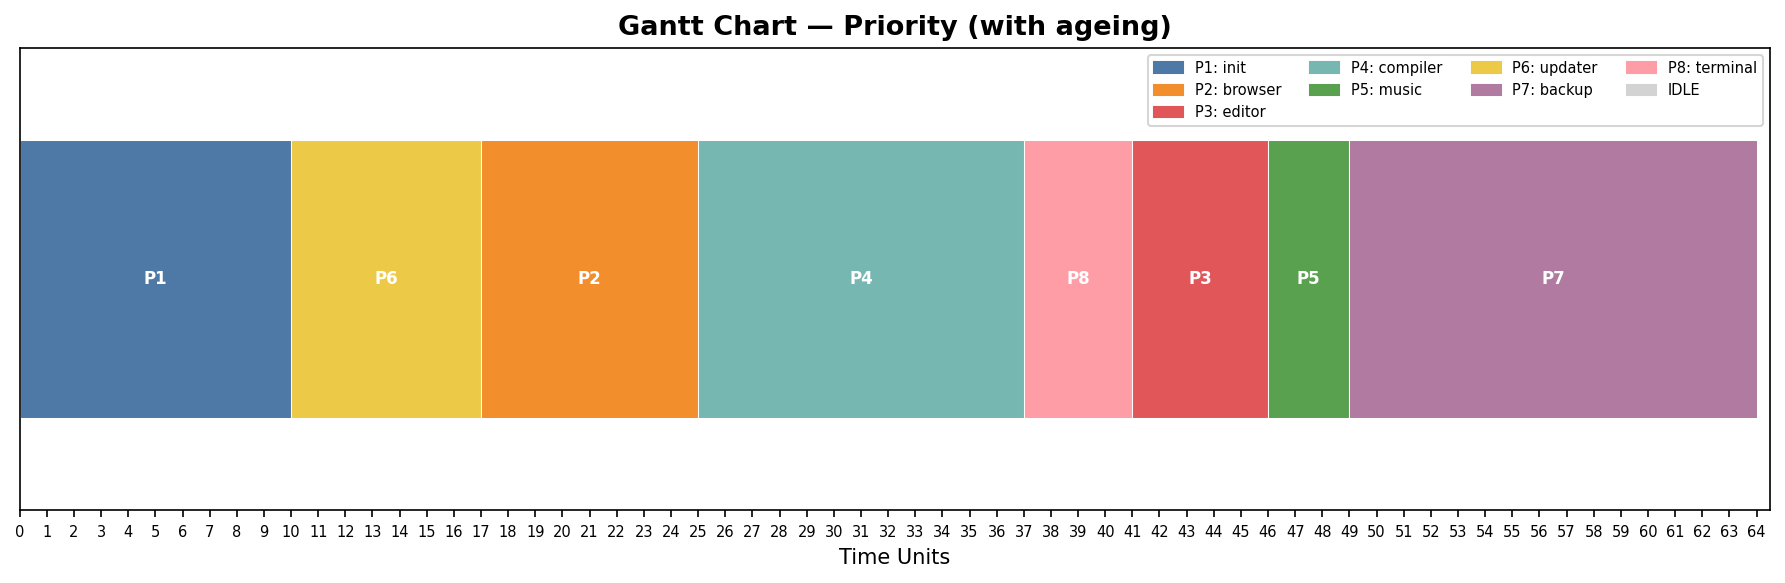 Gantt Chart — Priority (with ageing)
P1: init P4: compiler P6: updater P8: terminal
P2: browser P5: music P7: backup IDLE
P3: editor
P1 P6 P2 P4 P8 P3 P5 P7
0 1 2 3 4 5 6 7 8 9 10 11 12 13 14 15 16 17 18 19 20 21 22 23 24 25 26 27 28 29 30 31 32 33 34 35 36 37 38 39 40 41 42 43 44 45 46 47 48 49 50 51 52 53 54 55 56 57 58 59 60 61 62 63 64
Time Units